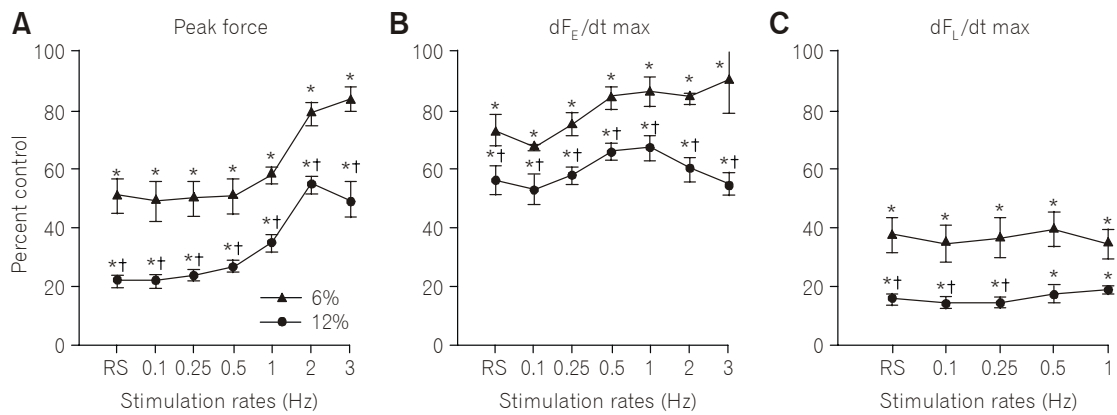 A Peak force
B dF_E/dt max
C dF_L/dt max
Percent control
100
80
60
40
20
0
* * * * * * *
*† *† *† *† *† *† *†
6%
12%
RS 0.1 0.25 0.5 1 2 3
Stimulation rates (Hz)
100
80
60
40
20
0
* * * * * * *
*† *† *† *† *† *† *†
RS 0.1 0.25 0.5 1 2 3
Stimulation rates (Hz)
100
80
60
40
20
0
* * * * *
*† *† *† * *
RS 0.1 0.25 0.5 1
Stimulation rates (Hz)